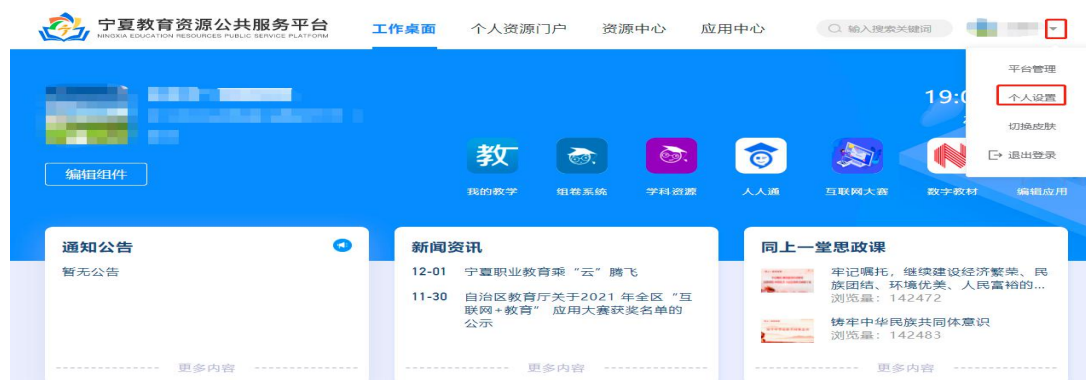 宁夏教育资源公共服务平台
NINGXIA EDUCATION RESOURCES PUBLIC SERVICE PLATFORM
工作桌面 个人资源门户 资源中心 应用中心 输入搜索关键词
平台管理
个人设置
切换皮肤
退出登录
19:0
编辑组件
教
我的教学 组卷系统 学科资源 人人通 互联网大赛 数字教材 编辑应用
通知公告
暂无公告
更多内容
新闻资讯
12-01 宁夏职业教育乘“云”腾飞
11-30 自治区教育厅关于2021 年全区“互
联网+教育” 应用大赛获奖名单的
公示
更多内容
同上一堂思政课
牢记嘱托，继续建设经济繁荣、民
族团结、环境优美、人民富裕的...
浏览量：142472
铸牢中华民族共同体意识
浏览量：142483
更多内容